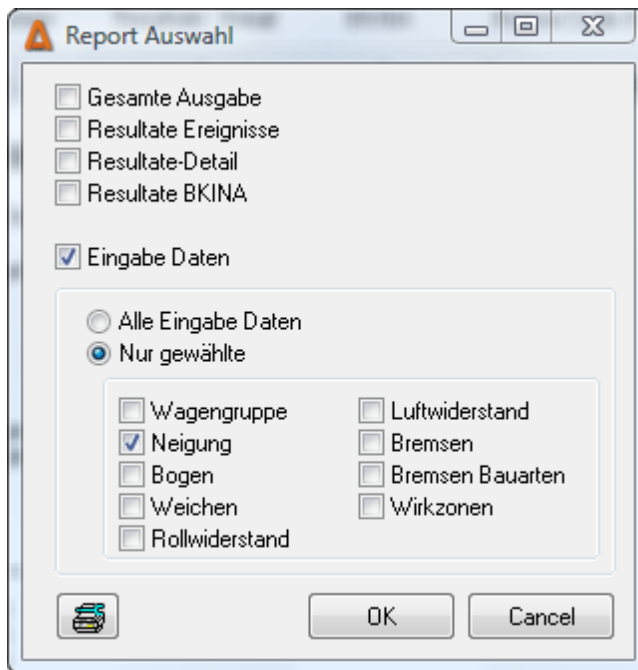 Report Auswahl
Gesamte Ausgabe
Resultate Ereignisse
Resultate-Detail
Resultate BKINA
Eingabe Daten
Alle Eingabe Daten
Nur gewählte
Wagengruppe
Neigung
Bogen
Weichen
Rollwiderstand
Luftwiderstand
Bremsen
Bremsen Bauarten
Wirkzonen
OK
Cancel